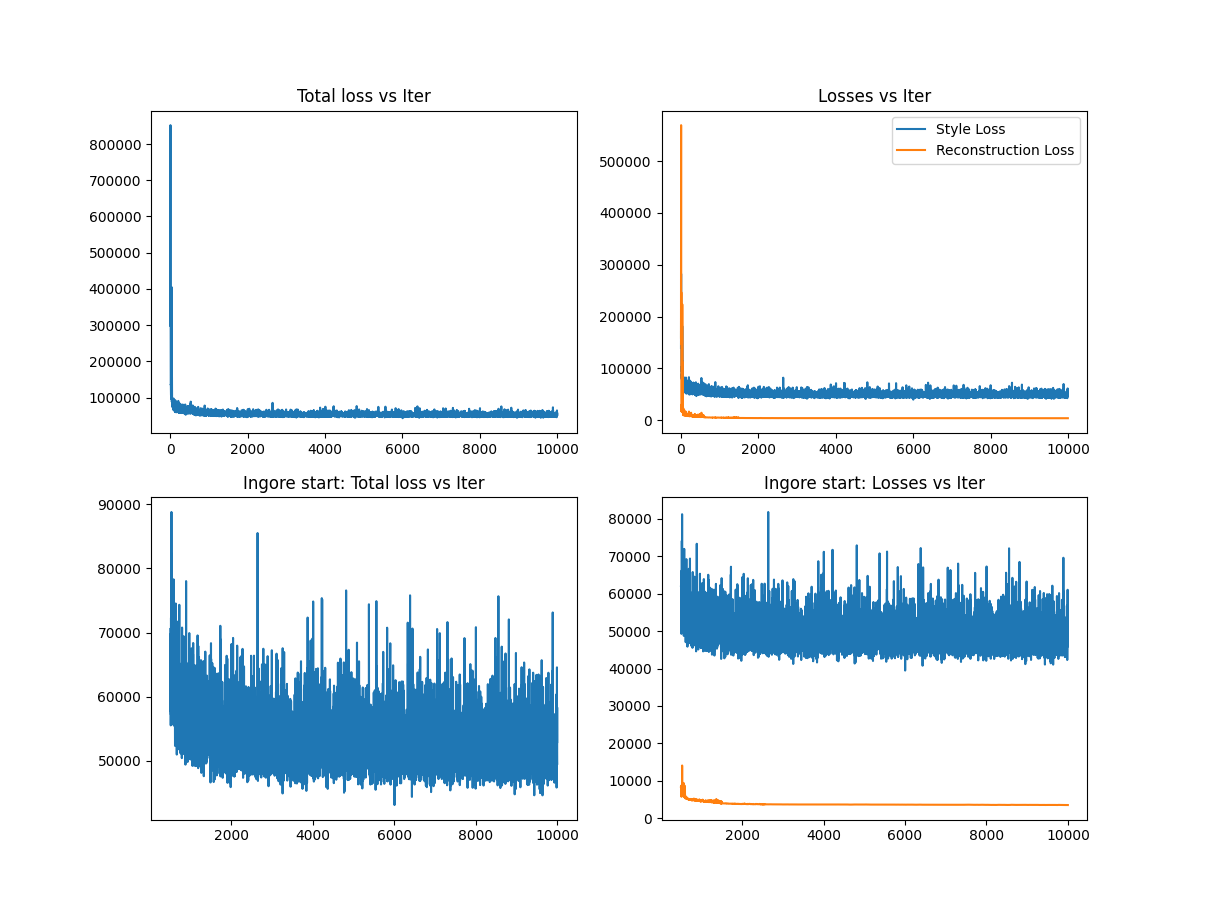 Total loss vs Iter
800000
700000
600000
500000
400000
300000
200000
100000
0 2000 4000 6000 8000 10000
Losses vs Iter
Style Loss
Reconstruction Loss
500000
400000
300000
200000
100000
0
0 2000 4000 6000 8000 10000
Ingore start: Total loss vs Iter
90000
80000
70000
60000
50000
2000 4000 6000 8000 10000
Ingore start: Losses vs Iter
80000
70000
60000
50000
40000
30000
20000
10000
0
2000 4000 6000 8000 10000